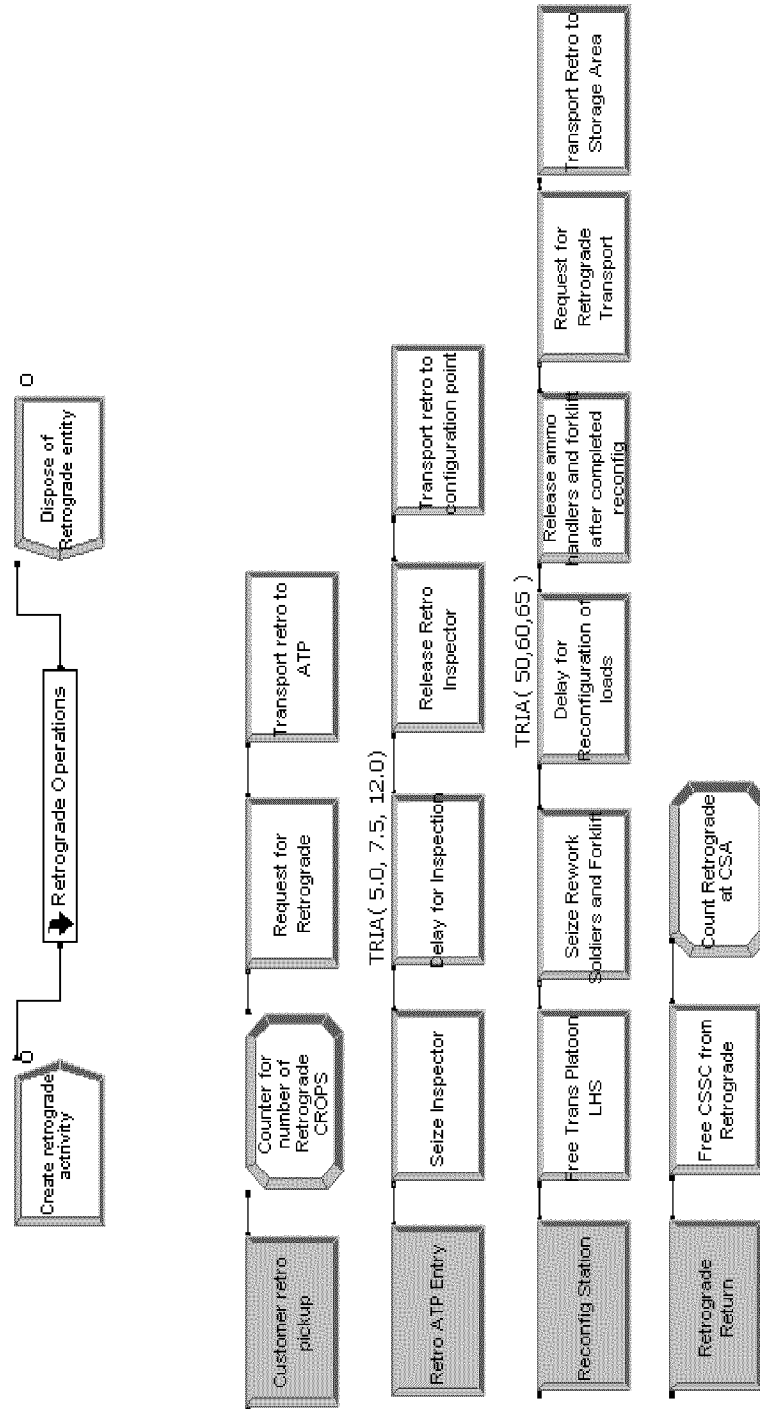 Create retrograde
actrivity
0
Retrograde Operations
Dispose of
Retrograde entity
0
Customer retro
pickup
Counter for
number of
Retrograde
CROPS
Request for
Retrograde
Transport retro to
ATP
Retro ATP Entry
Seize Inspector
TRIA( 5.0, 7.5, 12.0)
Delay for Inspection
Release Retro
Inspector
Transport retro to
configuration point
Reconfig Station
Free Trans Platoon
LHS
Seize Rework
Soldiers and Forklift
TRIA( 50,60,65 )
Delay for
Reconfiguration of
loads
Release ammo
handlers and forklift
after completed
reconfig
Request for
Retrograde
Transport
Transport Retro to
Storage Area
Retrograde
Return
Free CSSC from
Retrograde
Count Retrograde
at CSA